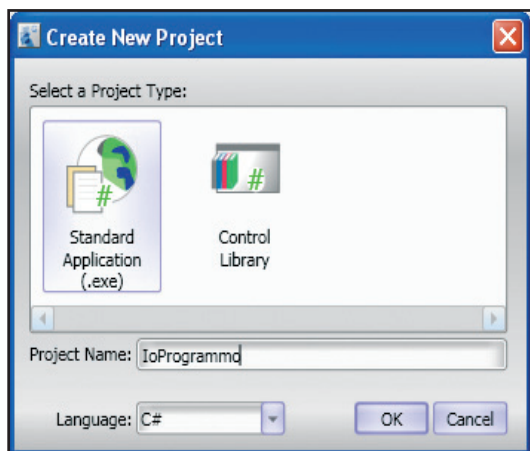 Create New Project
Select a Project Type:
#
#
Standard
Application
(.exe)
Control
Library
Project Name: IoProgrammo
Language: C#
OK
Cancel